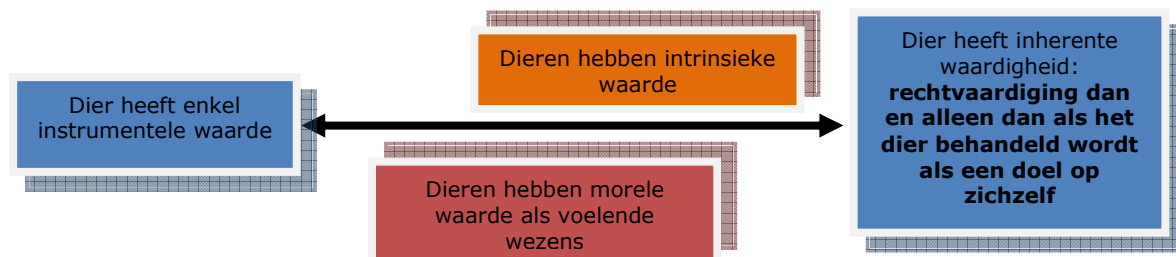 Dier heeft enkel
instrumentele waarde
Dieren hebben intrinsieke
waarde
Dieren hebben morele
waarde als voelende
wezens
Dier heeft inherente
waardigheid:
rechtvaardiging dan
en alleen dan als het
dier behandeld wordt
als een doel op
zichzelf